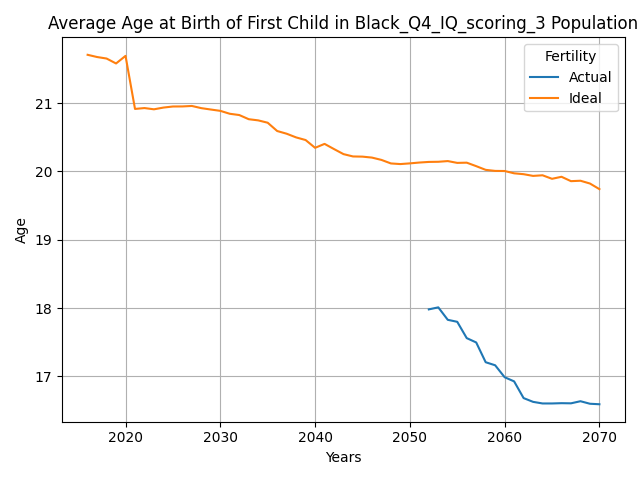 Average Age at Birth of First Child in Black_Q4_IQ_scoring_3 Population
Fertility
Actual
Ideal
Age
21
20
19
18
17
2020 2030 2040 2050 2060 2070
Years